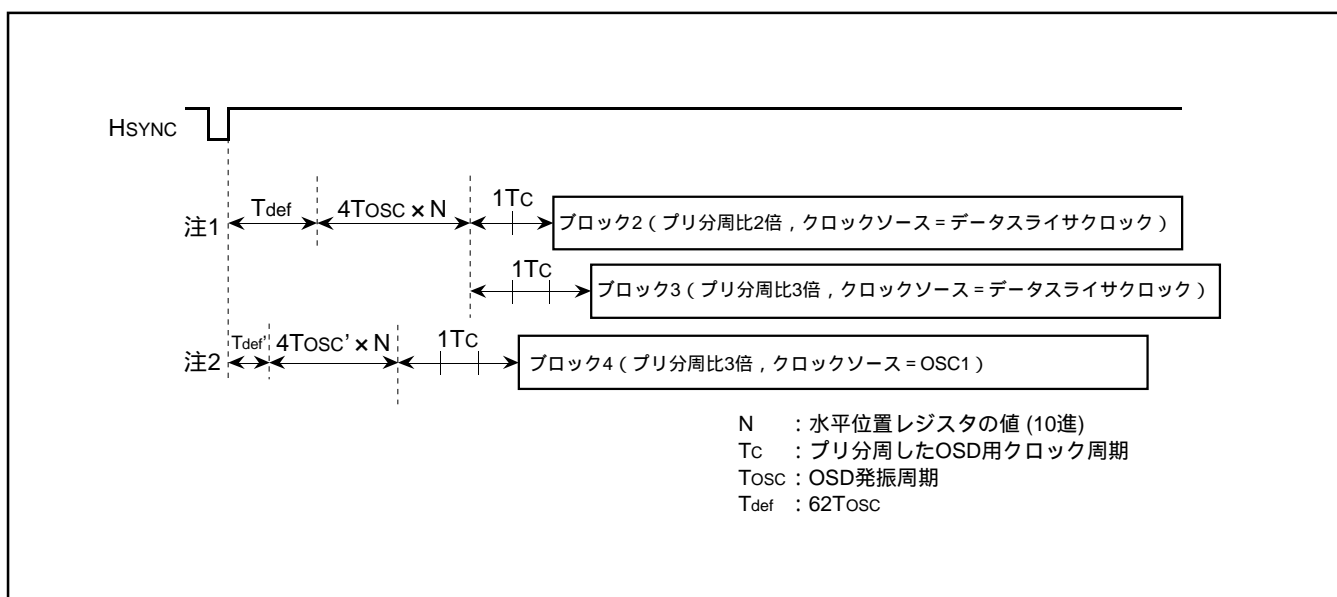 HSYNC
注1 Tdef 4TOSC × N 1TC ブロック2（プリ分周比2倍，クロックソース＝データスライサクロック）
1TC ブロック3（プリ分周比3倍，クロックソース＝データスライサクロック）
注2 Tdef' 4TOSC' × N 1TC ブロック4（プリ分周比3倍，クロックソース＝OSC1）
N ：水平位置レジスタの値 (10進)
TC ：プリ分周したOSD用クロック周期
TOSC：OSD発振周期
Tdef ：62TOSC